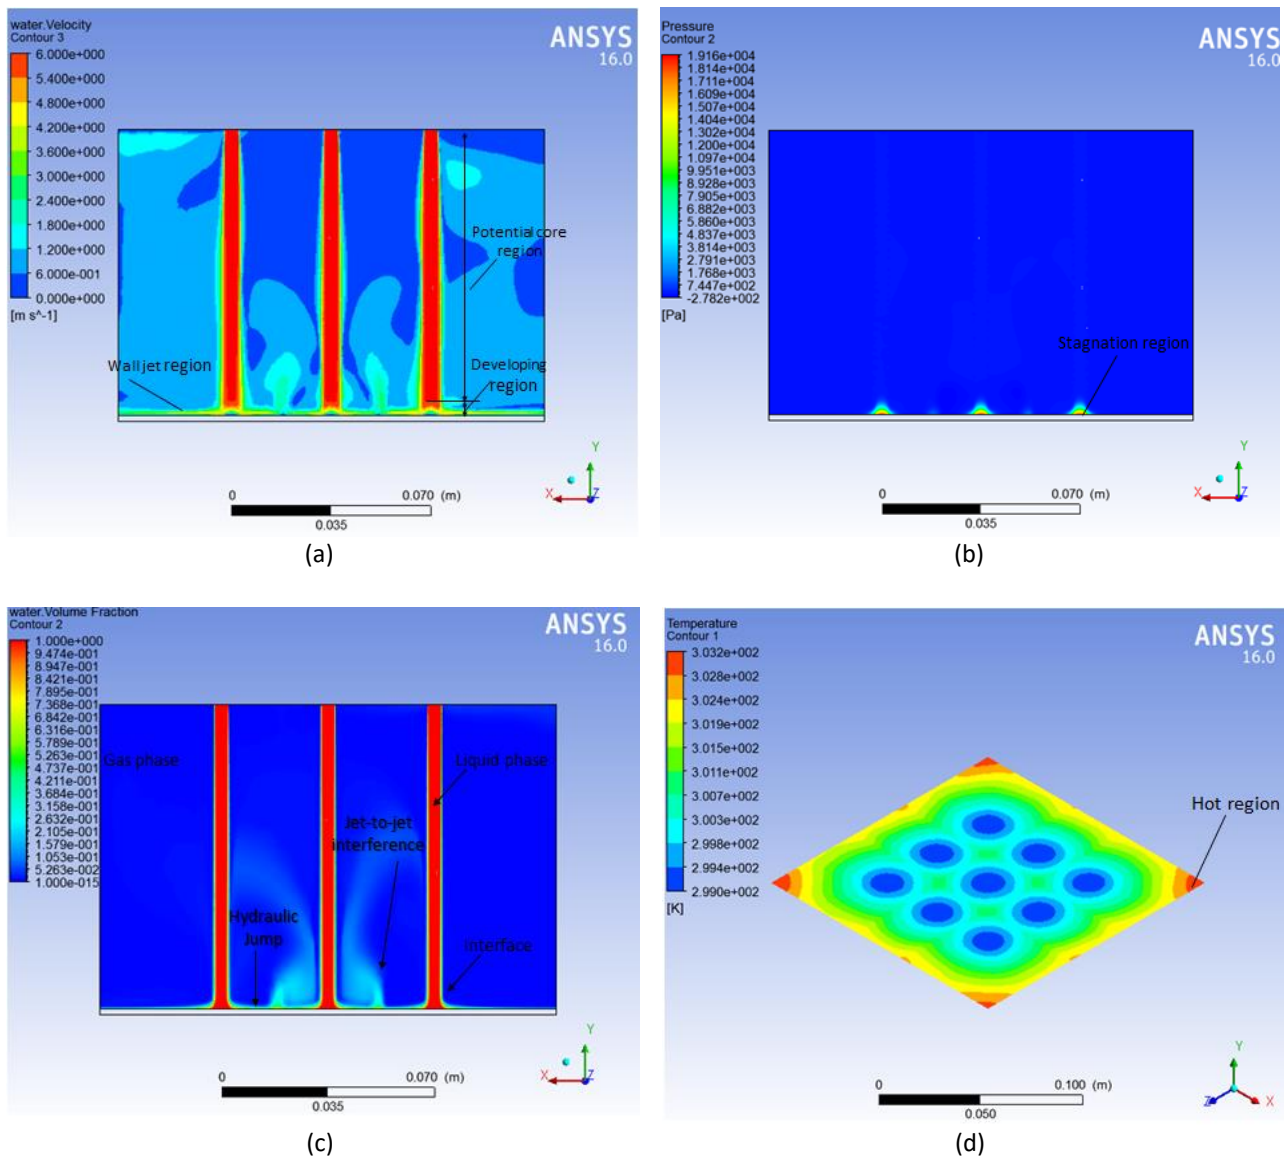 water.Velocity
Contour 3
6.000e+000
5.400e+000
4.800e+000
4.200e+000
3.600e+000
3.000e+000
2.400e+000
1.800e+000
1.200e+000
6.000e-001
0.000e+000
[m s^-1]
ANSYS
16.0
Potential core
region
Wall jet region
Developing
region
Y
X
Z
0
0.070 (m)
0.035
(a)
Pressure
Contour 2
1.916e+004
1.814e+004
1.711e+004
1.609e+004
1.507e+004
1.404e+004
1.302e+004
1.200e+004
1.097e+004
9.951e+003
8.928e+003
7.905e+003
6.882e+003
5.860e+003
4.837e+003
3.814e+003
2.791e+003
1.768e+003
7.447e+002
-2.782e+002
[Pa]
ANSYS
16.0
Stagnation region
Y
X
Z
0
0.070 (m)
0.035
(b)
water.Volume Fraction
Contour 2
1.000e+000
9.474e-001
8.947e-001
8.421e-001
7.895e-001
7.368e-001
6.842e-001
6.316e-001
5.789e-001
5.263e-001
4.737e-001
4.211e-001
3.684e-001
3.158e-001
2.632e-001
2.105e-001
1.579e-001
1.053e-001
5.263e-002
1.000e-015
ANSYS
16.0
Gas phase
Liquid phase
Jet-to-jet
interference
Hydraulic
Jump
Interface
Y
X
Z
0
0.070 (m)
0.035
(c)
Temperature
Contour 1
3.032e+002
3.028e+002
3.024e+002
3.019e+002
3.015e+002
3.011e+002
3.007e+002
3.003e+002
2.998e+002
2.994e+002
2.990e+002
[K]
ANSYS
16.0
Hot region
Y
Z
X
0
0.100 (m)
0.050
(d)